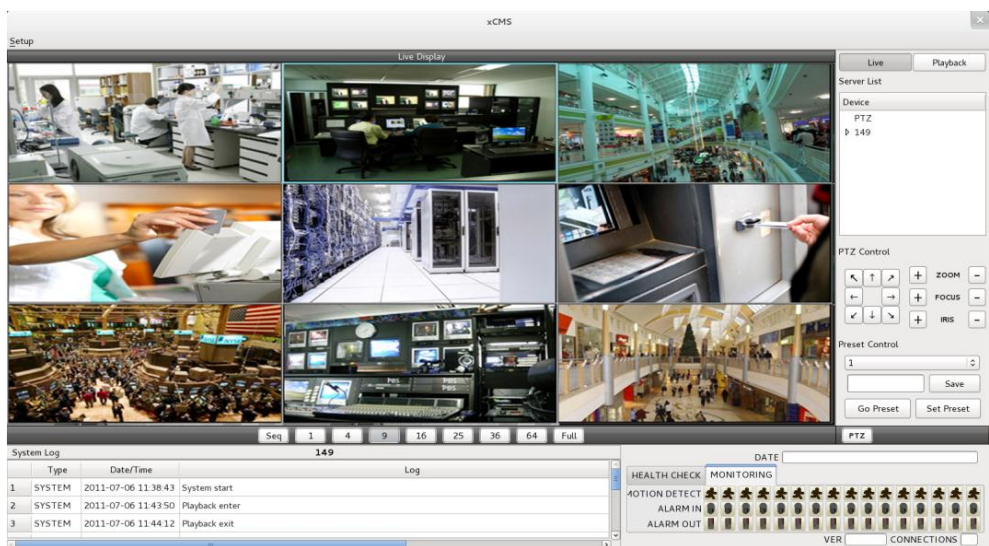 xCMS
Setup
Live Display
Live Playback
Server List
Device
PTZ
149
PTZ Control
+ ZOOM -
+ FOCUS -
+ IRIS -
Preset Control
1
Save
Go Preset Set Preset
Seq 1 4 9 16 25 36 64 Full
PTZ
System Log 149
Type Date/Time Log
1 SYSTEM 2011-07-06 11:38:43 System start
2 SYSTEM 2011-07-06 11:43:50 Playback enter
3 SYSTEM 2011-07-06 11:44:12 Playback exit
DATE
HEALTH CHECK MONITORING
MOTION DETECT
ALARM IN
ALARM OUT
VER CONNECTIONS